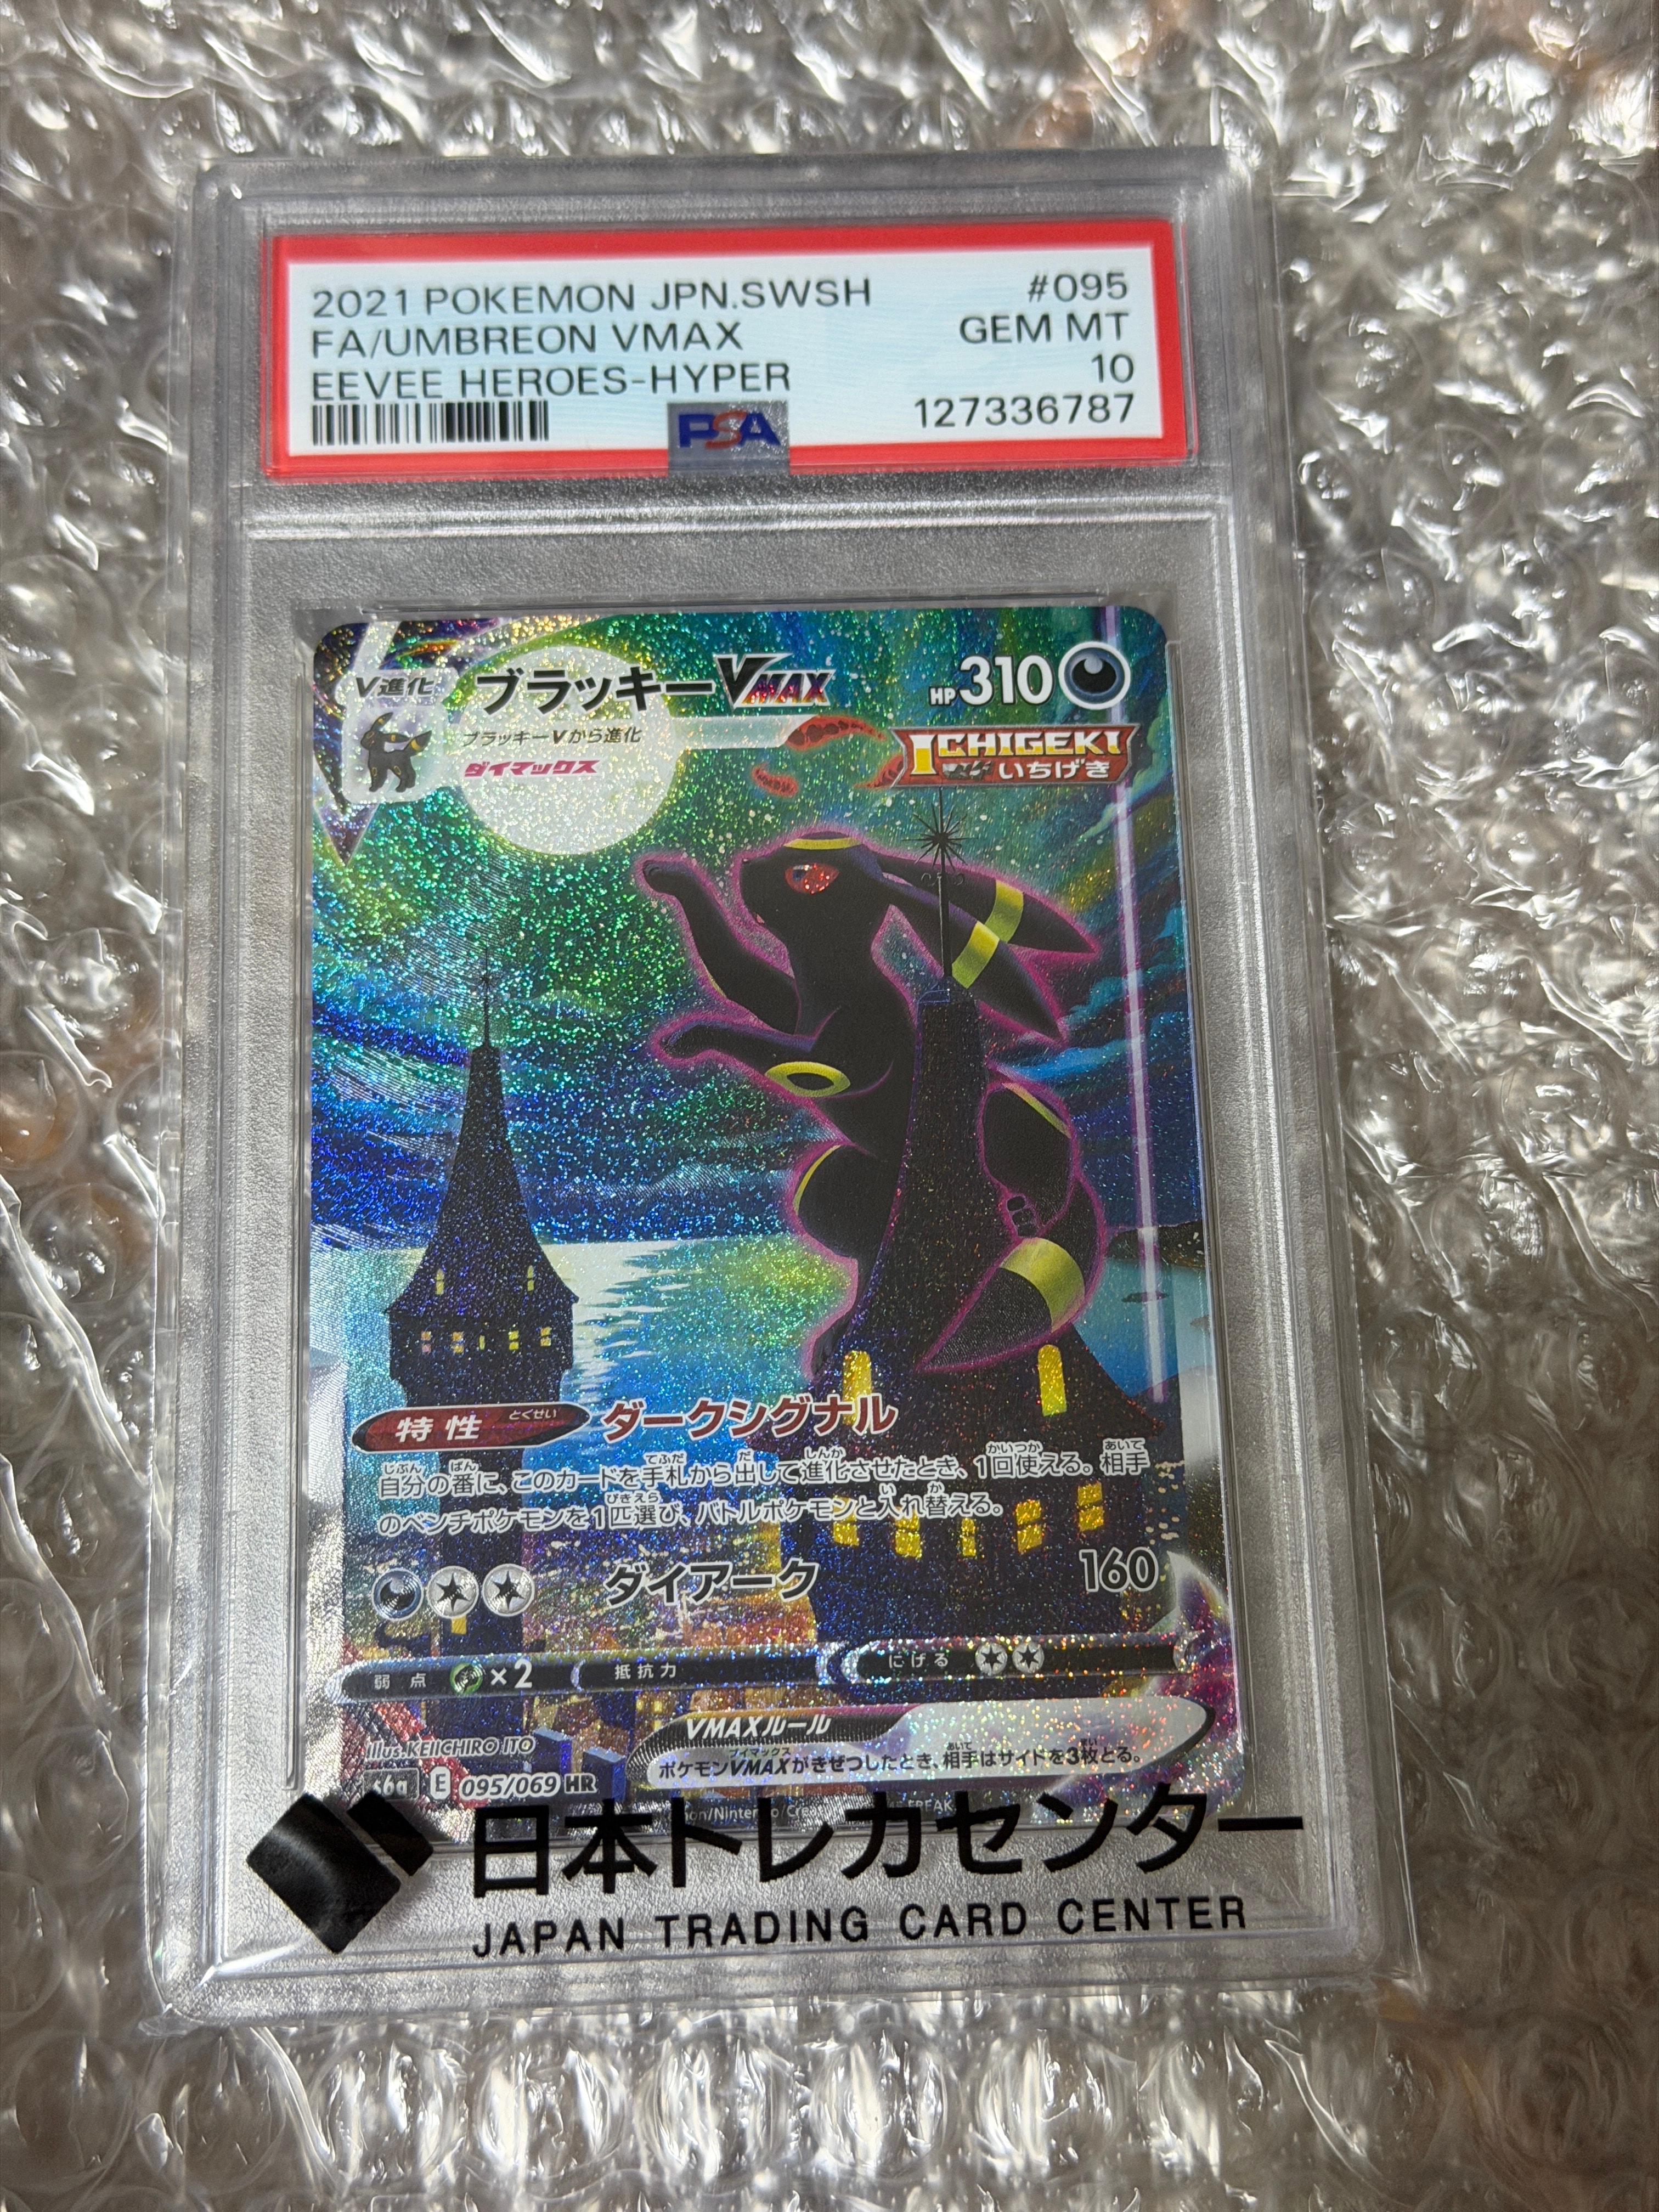 2021 POKEMON JPN.SWSH #095
FA/UMBREON VMAX GEM MT
EEVEE HEROES-HYPER 10
127336787
PSA
V進化 ブラッキーVMAX HP310
ブラッキーVから進化
ダイマックス
ICHIGEKI
いちげき
特性 とくせい ダークシグナル
自分の番に、このカードを手札から出して進化させたとき、1回使える。相手
のベンチポケモンを1匹選び、バトルポケモンと入れ替える。
ダイアーク 160
弱点 ×2 抵抗力 にげる
VMAXルール
ポケモンVMAXがきぜつしたとき、相手はサイドを3枚とる。
illus.KEIICHIRO ITO
s6a E 095/069 HR
日本トレカセンター
JAPAN TRADING CARD CENTER